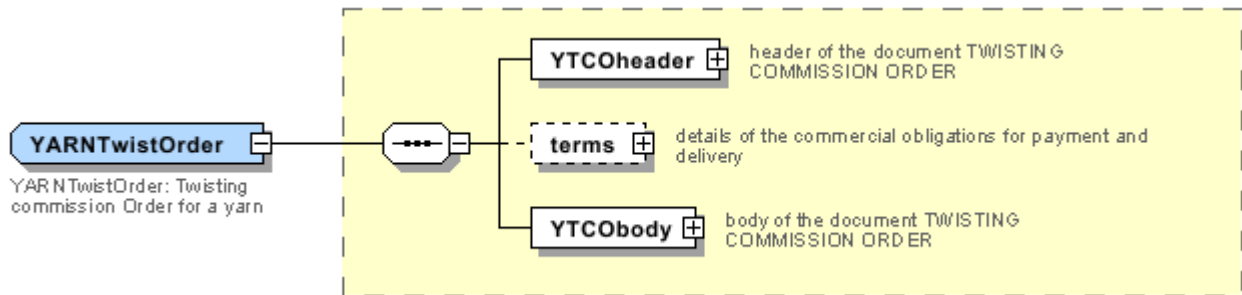 YTCOheader
header of the document TWISTING
COMMISSION ORDER
YARNTwistOrder
YARNTwistOrder: Twisting
commission Order for a yarn
terms
details of the commercial obligations for payment and
delivery
YTCObody
body of the document TWISTING
COMMISSION ORDER